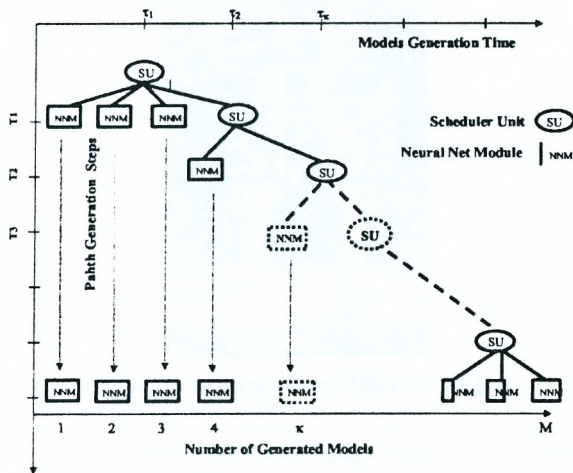 τ1 τ2 τκ
Models Generation Time
SU
T1
NNM NNM NNM SU
Scheduler Unit SU
Neural Net Module NNM
T2
NNM SU
T3
Pahth Generation Steps
NNM SU
SU
NNM NNM NNM NNM NNM NNM NNM NNM
1 2 3 4 κ M
Number of Generated Models